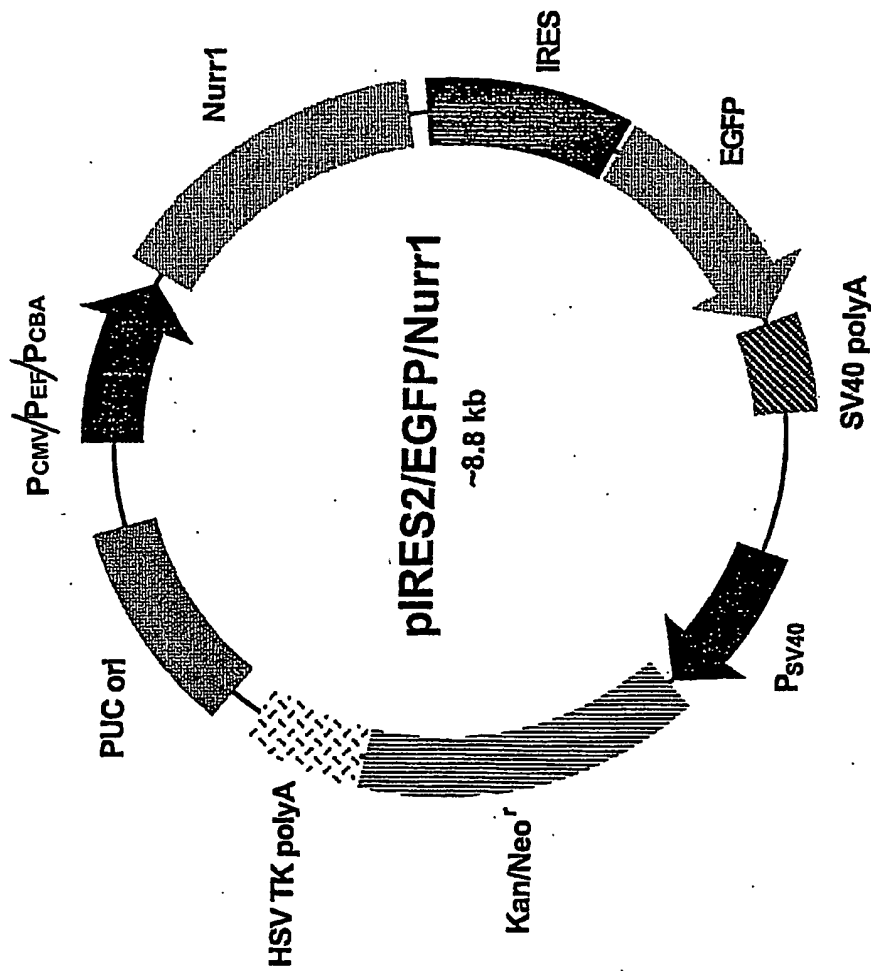 PCMV/PEF/PCBA
Nurr1
IRES
EGFP
SV40 polyA
PSV40
Kan/Neor
HSV TK polyA
PUC ori
pIRES2/EGFP/Nurr1
~8.8 kb